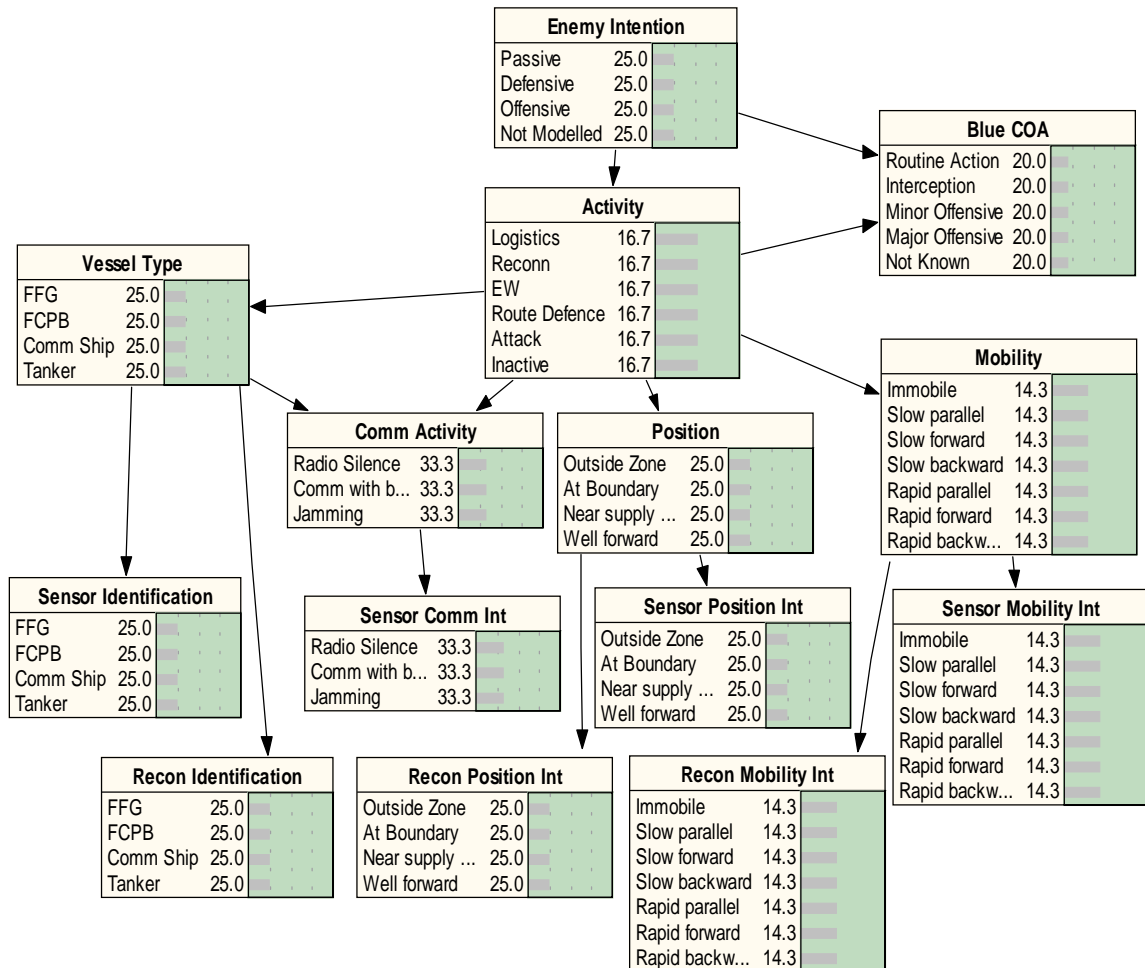 Enemy Intention
Passive 25.0
Defensive 25.0
Offensive 25.0
Not Modelled 25.0
Blue COA
Routine Action 20.0
Interception 20.0
Minor Offensive 20.0
Major Offensive 20.0
Not Known 20.0
Activity
Logistics 16.7
Reconn 16.7
EW 16.7
Route Defence 16.7
Attack 16.7
Inactive 16.7
Vessel Type
FFG 25.0
FCPB 25.0
Comm Ship 25.0
Tanker 25.0
Mobility
Immobile 14.3
Slow parallel 14.3
Slow forward 14.3
Slow backward 14.3
Rapid parallel 14.3
Rapid forward 14.3
Rapid backw... 14.3
Comm Activity
Radio Silence 33.3
Comm with b... 33.3
Jamming 33.3
Position
Outside Zone 25.0
At Boundary 25.0
Near supply ... 25.0
Well forward 25.0
Sensor Identification
FFG 25.0
FCPB 25.0
Comm Ship 25.0
Tanker 25.0
Sensor Comm Int
Radio Silence 33.3
Comm with b... 33.3
Jamming 33.3
Sensor Position Int
Outside Zone 25.0
At Boundary 25.0
Near supply ... 25.0
Well forward 25.0
Sensor Mobility Int
Immobile 14.3
Slow parallel 14.3
Slow forward 14.3
Slow backward 14.3
Rapid parallel 14.3
Rapid forward 14.3
Rapid backw... 14.3
Recon Identification
FFG 25.0
FCPB 25.0
Comm Ship 25.0
Tanker 25.0
Recon Position Int
Outside Zone 25.0
At Boundary 25.0
Near supply ... 25.0
Well forward 25.0
Recon Mobility Int
Immobile 14.3
Slow parallel 14.3
Slow forward 14.3
Slow backward 14.3
Rapid parallel 14.3
Rapid forward 14.3
Rapid backw... 14.3